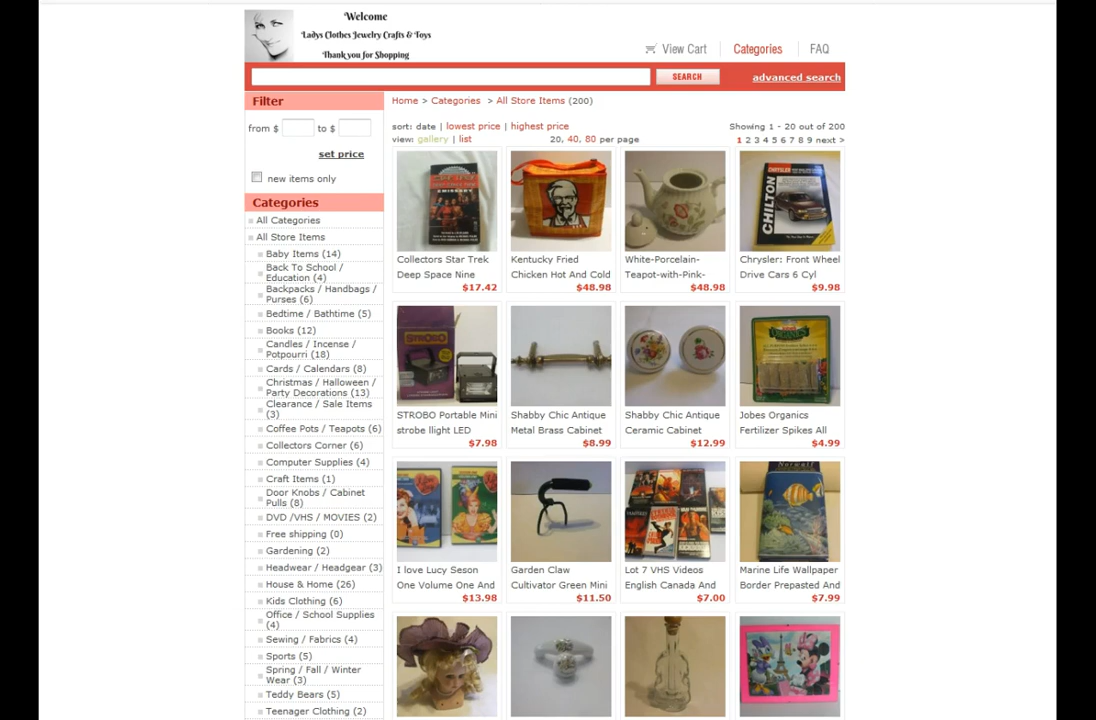 Welcome
Ladys Clothes Jewelry Crafts & Toys
Thank you for Shopping
View Cart
Categories
FAQ
SEARCH
advanced search
Filter
from $ to $
set price
new items only
Categories
All Categories
All Store Items
Baby Items (14)
Back To School /
Education (4)
Backpacks / Handbags /
Purses (6)
Bedtime / Bathtime (5)
Books (12)
Candles / Incense /
Potpourri (18)
Cards / Calendars (8)
Christmas / Halloween /
Party Decorations (13)
Clearance / Sale Items
(3)
Coffee Pots / Teapots (6)
Collectors Corner (6)
Computer Supplies (4)
Craft Items (1)
Door Knobs / Cabinet
Pulls (8)
DVD /VHS / MOVIES (2)
Free shipping (0)
Gardening (2)
Headwear / Headgear (3)
House & Home (26)
Kids Clothing (6)
Office / School Supplies
(4)
Sewing / Fabrics (4)
Sports (5)
Spring / Fall / Winter
Wear (3)
Teddy Bears (5)
Teenager Clothing (2)
Home > Categories > All Store Items (200)
sort: date | lowest price | highest price
Showing 1 - 20 out of 200
view: gallery | list
20, 40, 80 per page
1 2 3 4 5 6 7 8 9 next >
KFC
CHRYSLER
CHILTON
Collectors Star Trek
Deep Space Nine
$17.42
Kentucky Fried
Chicken Hot And Cold
$48.98
White-Porcelain-
Teapot-with-Pink-
$48.98
Chrysler: Front Wheel
Drive Cars 6 Cyl
$9.98
STROBO
ORGANICS
STROBO Portable Mini
strobe llight LED
$7.98
Shabby Chic Antique
Metal Brass Cabinet
$8.99
Shabby Chic Antique
Ceramic Cabinet
$12.99
Jobes Organics
Fertilizer Spikes All
$4.99
Norwall
I love Lucy Seson
One Volume One And
$13.98
Garden Claw
Cultivator Green Mini
$11.50
Lot 7 VHS Videos
English Canada And
$7.00
Marine Life Wallpaper
Border Prepasted And
$7.99